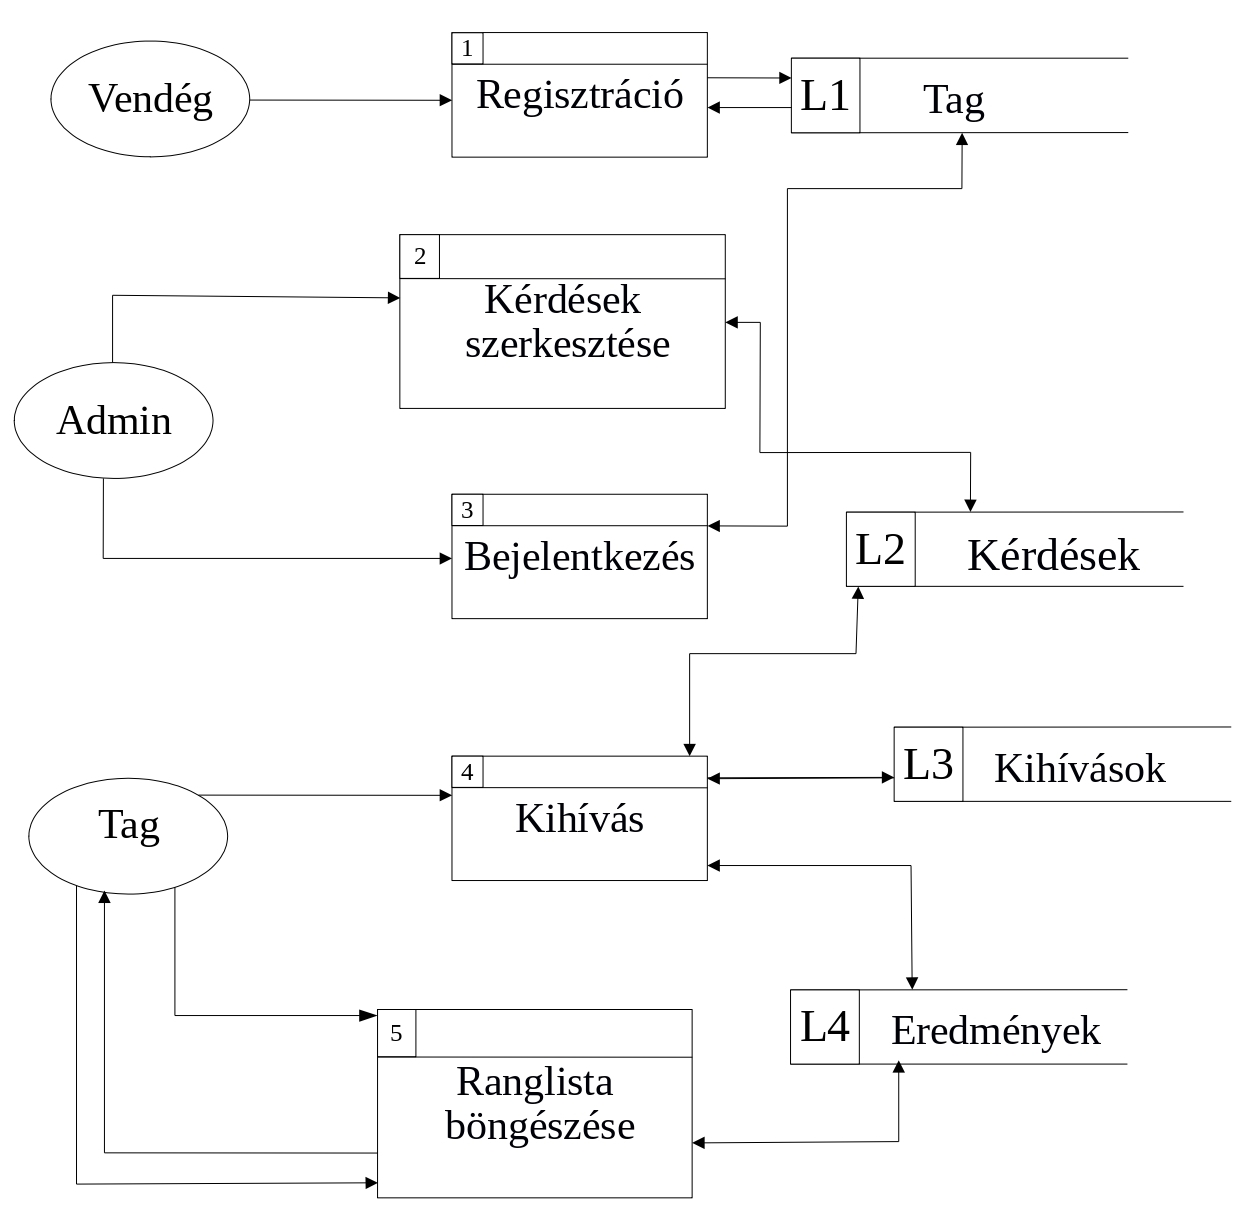 1
Vendég
Regisztráció
L1
Tag
2
Kérdések
szerkesztése
Admin
3
Bejelentkezés
L2
Kérdések
4
Kihívás
L3
Kihívások
Tag
5
Ranglista
böngészése
L4
Eredmények